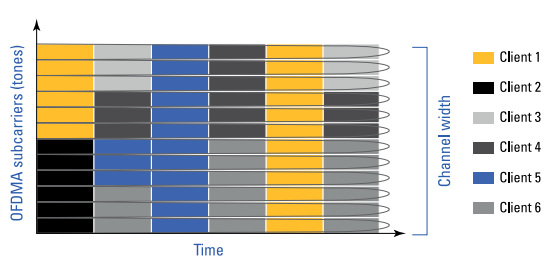 OFDMA subcarriers (tones)
Time
Channel width
Client 1
Client 2
Client 3
Client 4
Client 5
Client 6